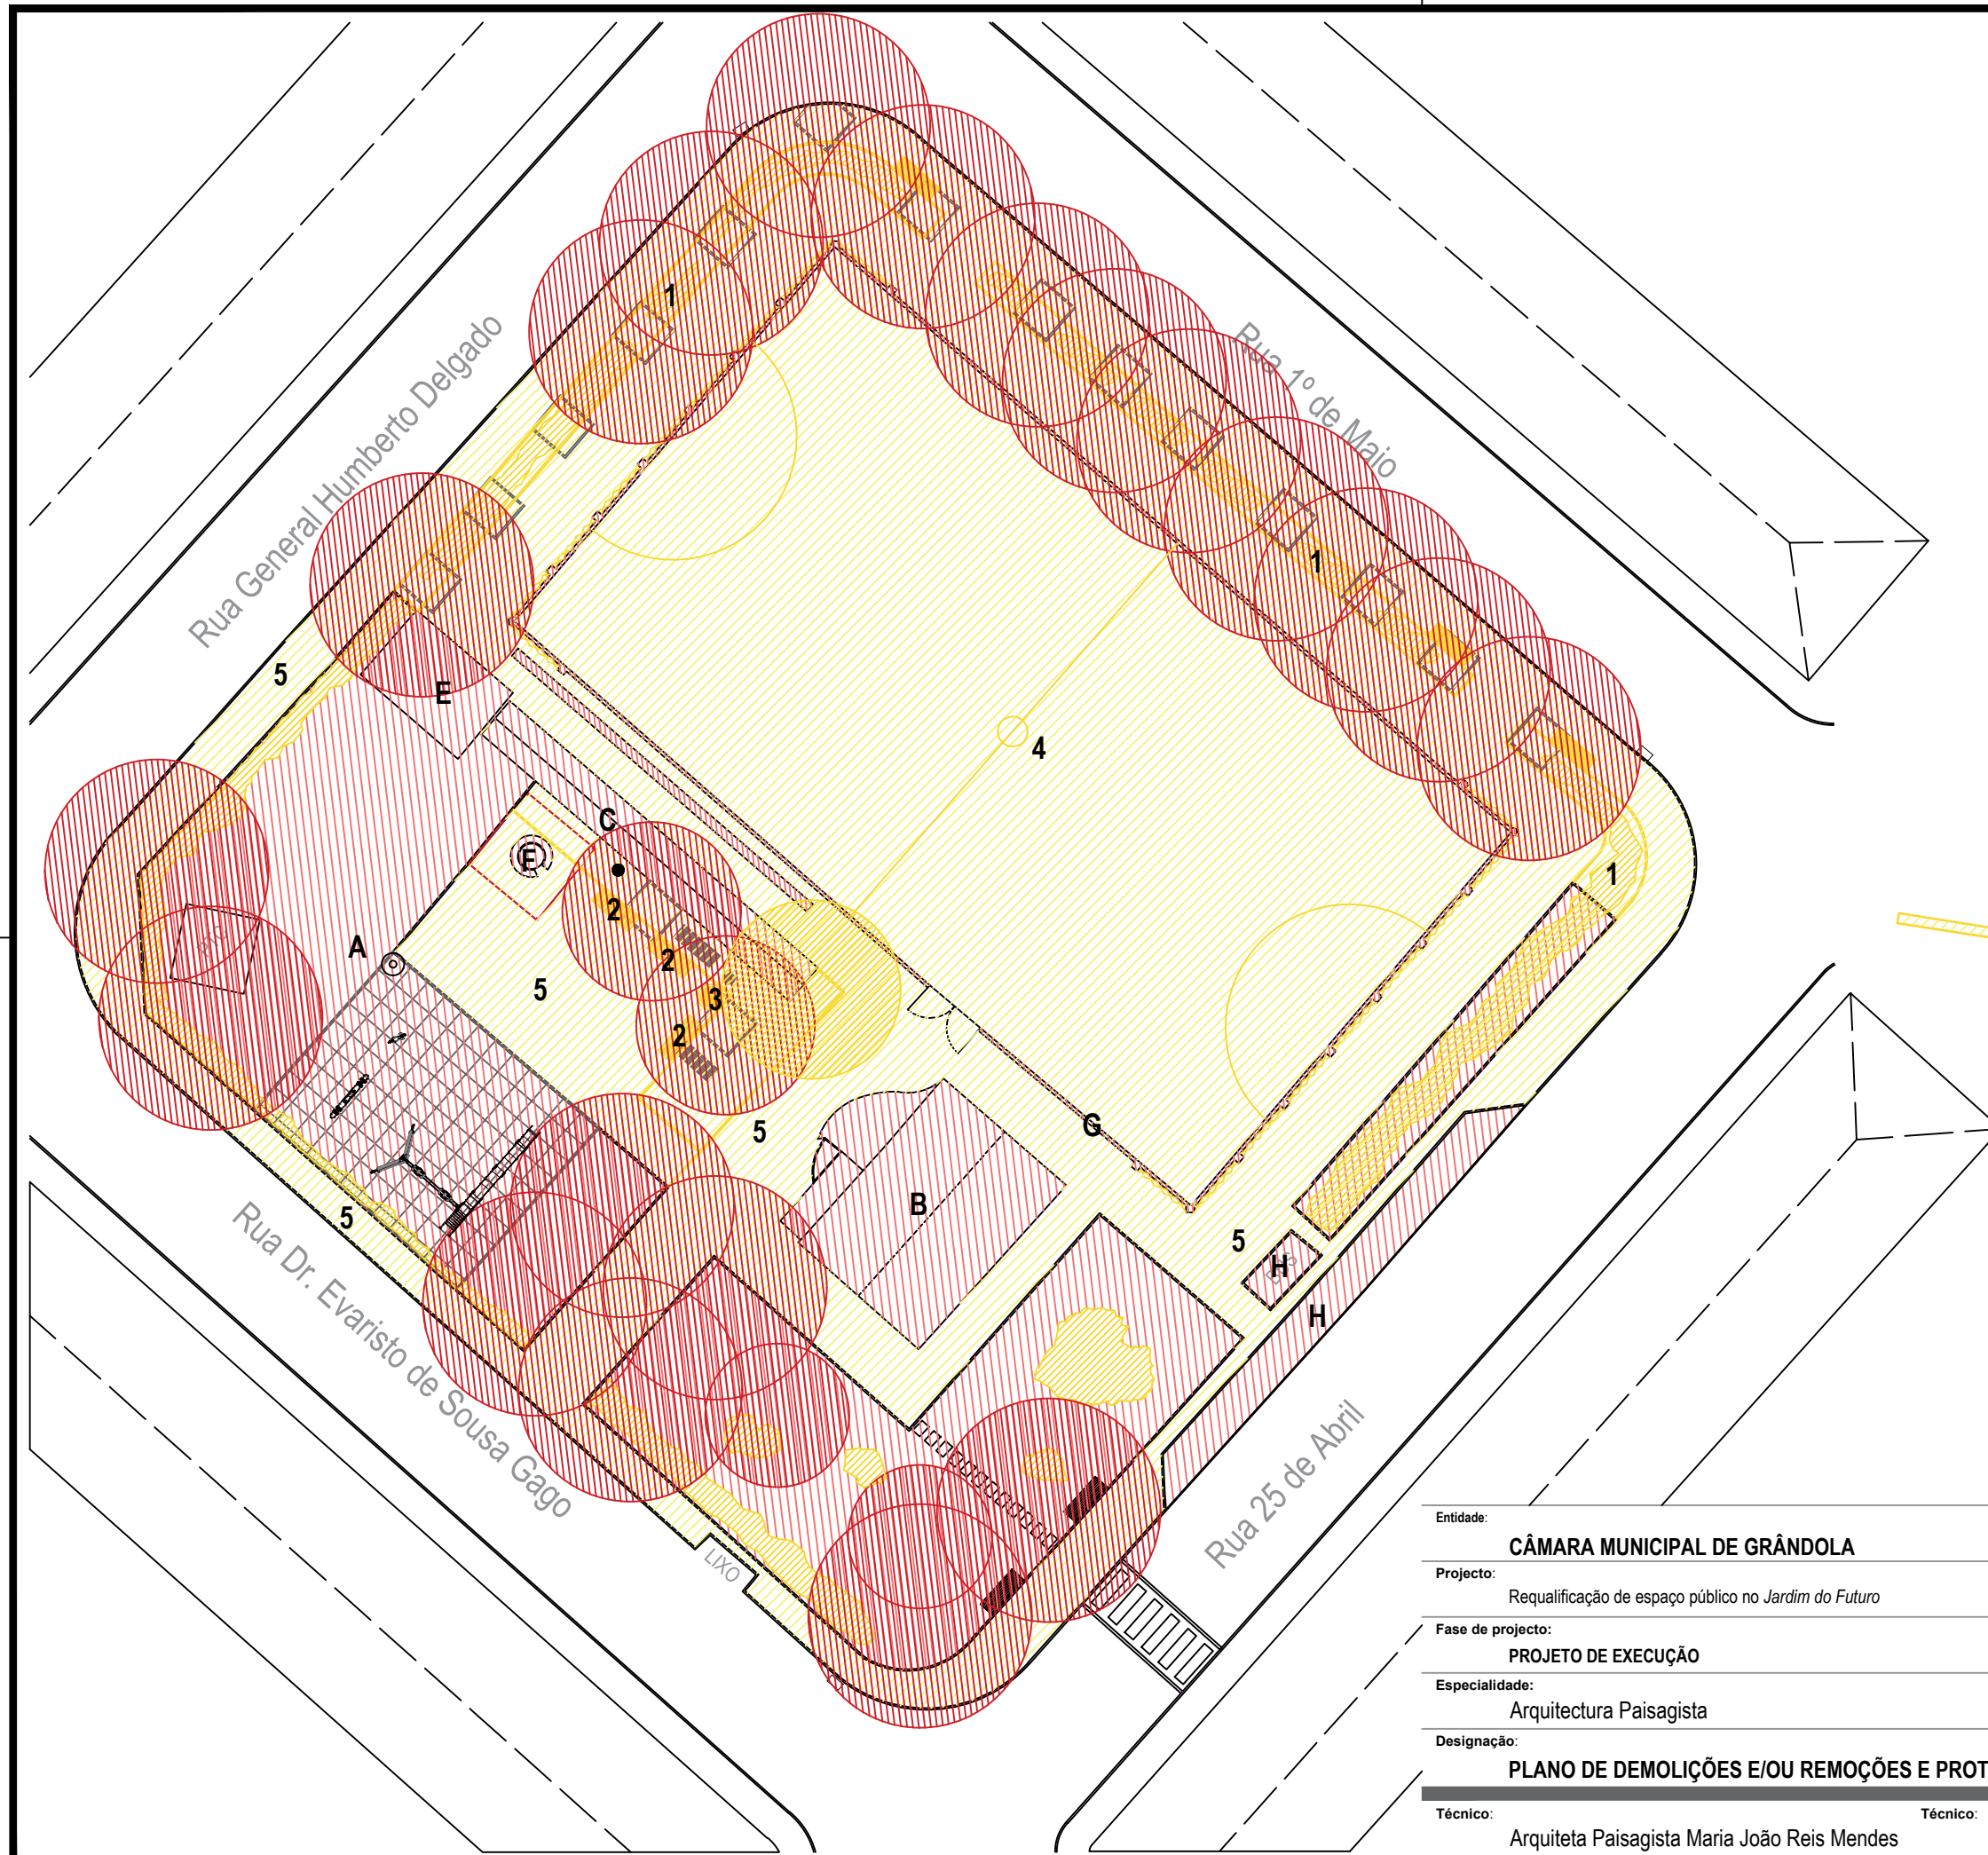 1
Rua General Humberto Delgado
Rua 1º de Maio
1
5
E
4
C
F
2
1
A
2
5
3
2
5
G
B
5
5
H
H
Rua Dr. Evaristo de Sousa Gago
Rua 25 de Abril
LIXO
Entidade:
CÂMARA MUNICIPAL DE GRÂNDOLA
Projecto:
Requalificação de espaço público no Jardim do Futuro
Fase de projecto:
PROJETO DE EXECUÇÃO
Especialidade:
Arquitectura Paisagista
Designação:
PLANO DE DEMOLIÇÕES E/OU REMOÇÕES E PROT
Técnico: Técnico:
Arquiteta Paisagista Maria João Reis Mendes